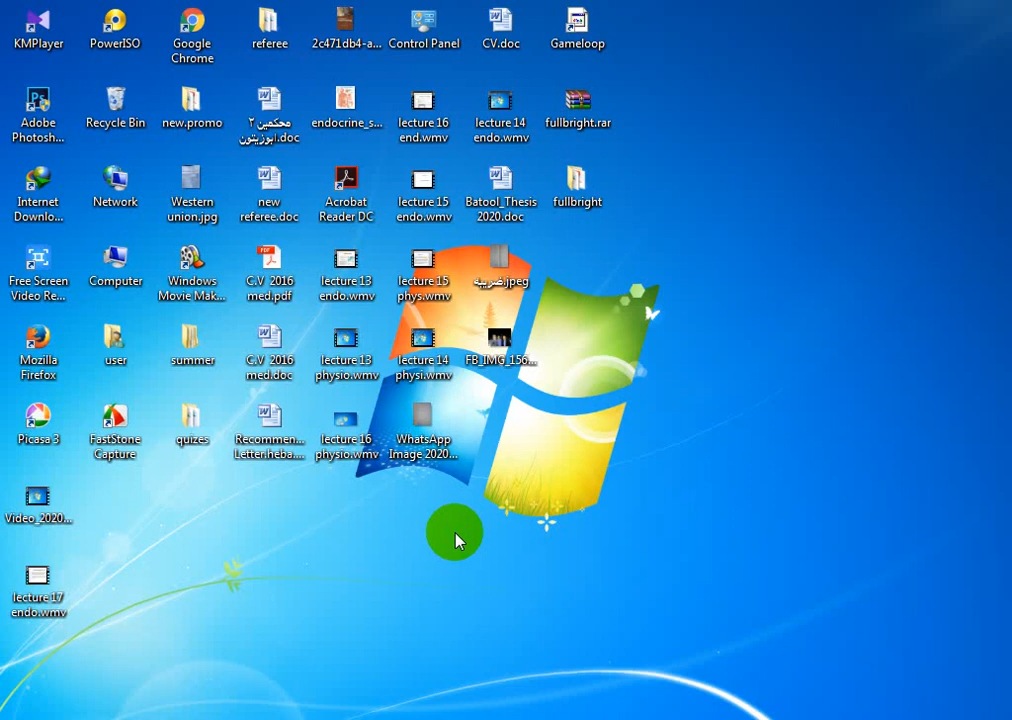 KMPlayer
PowerISO
Google
Chrome
referee
2c471db4-a...
Control Panel
CV.doc
Gameloop
Adobe
Photosh...
Recycle Bin
new.promo
محكمين ٢
ابوزيتون.doc
endocrine_s...
lecture 16
end.wmv
lecture 14
endo.wmv
fullbright.rar
Internet
Downlo...
Network
Western
union.jpg
new
referee.doc
Acrobat
Reader DC
lecture 15
endo.wmv
Batool_Thesis
2020.doc
fullbright
Free Screen
Video Re...
Computer
Windows
Movie Mak...
PDF
C.V 2016
med.pdf
lecture 13
endo.wmv
lecture 15
phys.wmv
ضريبه.jpeg
Mozilla
Firefox
user
summer
C.V 2016
med.doc
lecture 13
physio.wmv
lecture 14
physi.wmv
FB_IMG_156...
Picasa 3
FastStone
Capture
quizes
Recommen...
Letter.heba....
lecture 16
physio.wmv
WhatsApp
Image 2020...
Video_2020...
lecture 17
endo.wmv